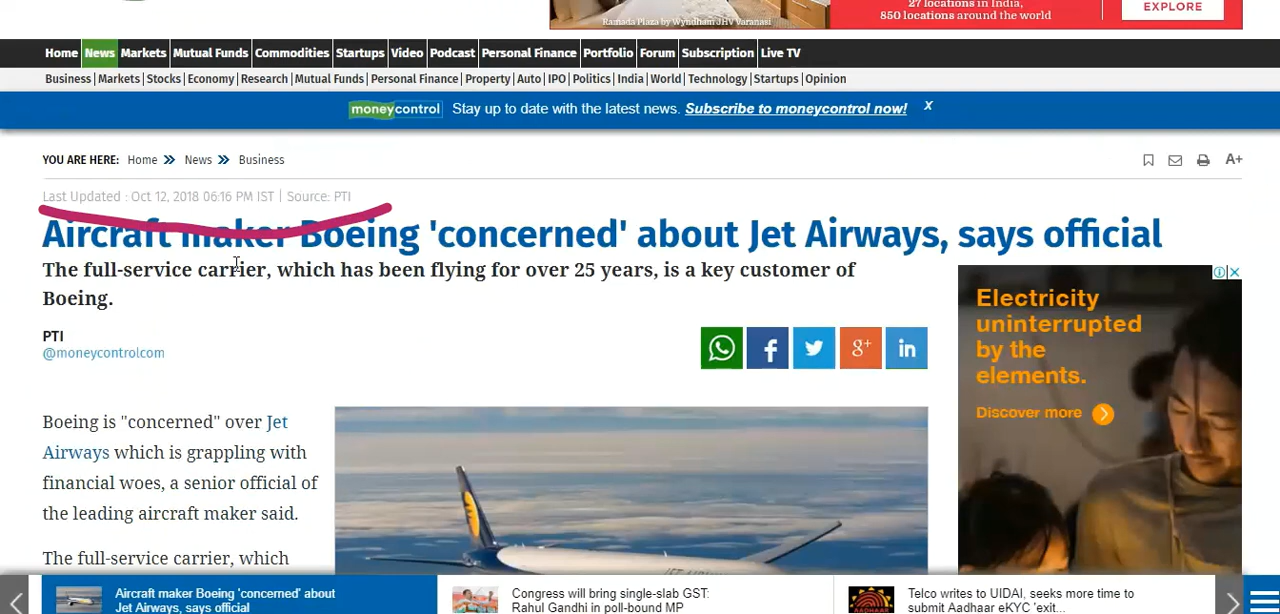 27 locations in India,
850 locations around the world
EXPLORE
Ramada Plaza by Wyndham JHV Varanasi
Home News Markets Mutual Funds Commodities Startups Video Podcast Personal Finance Portfolio Forum Subscription Live TV
Business | Markets | Stocks | Economy | Research | Mutual Funds | Personal Finance | Property | Auto | IPO | Politics | India | World | Technology | Startups | Opinion
moneycontrol Stay up to date with the latest news. Subscribe to moneycontrol now! X
YOU ARE HERE: Home » News » Business
A+
Last Updated : Oct 12, 2018 06:16 PM IST | Source: PTI
Aircraft maker Boeing 'concerned' about Jet Airways, says official
The full-service carrier, which has been flying for over 25 years, is a key customer of
Boeing.
PTI
@moneycontrolcom
f g+ in
Electricity
uninterrupted
by the
elements.
Discover more
Boeing is "concerned" over Jet
Airways which is grappling with
financial woes, a senior official of
the leading aircraft maker said.
The full-service carrier, which
Aircraft maker Boeing 'concerned' about
Jet Airways, says official
Congress will bring single-slab GST:
Rahul Gandhi in poll-bound MP
AADHAAR
Telco writes to UIDAI, seeks more time to
submit Aadhaar eKYC 'exit...